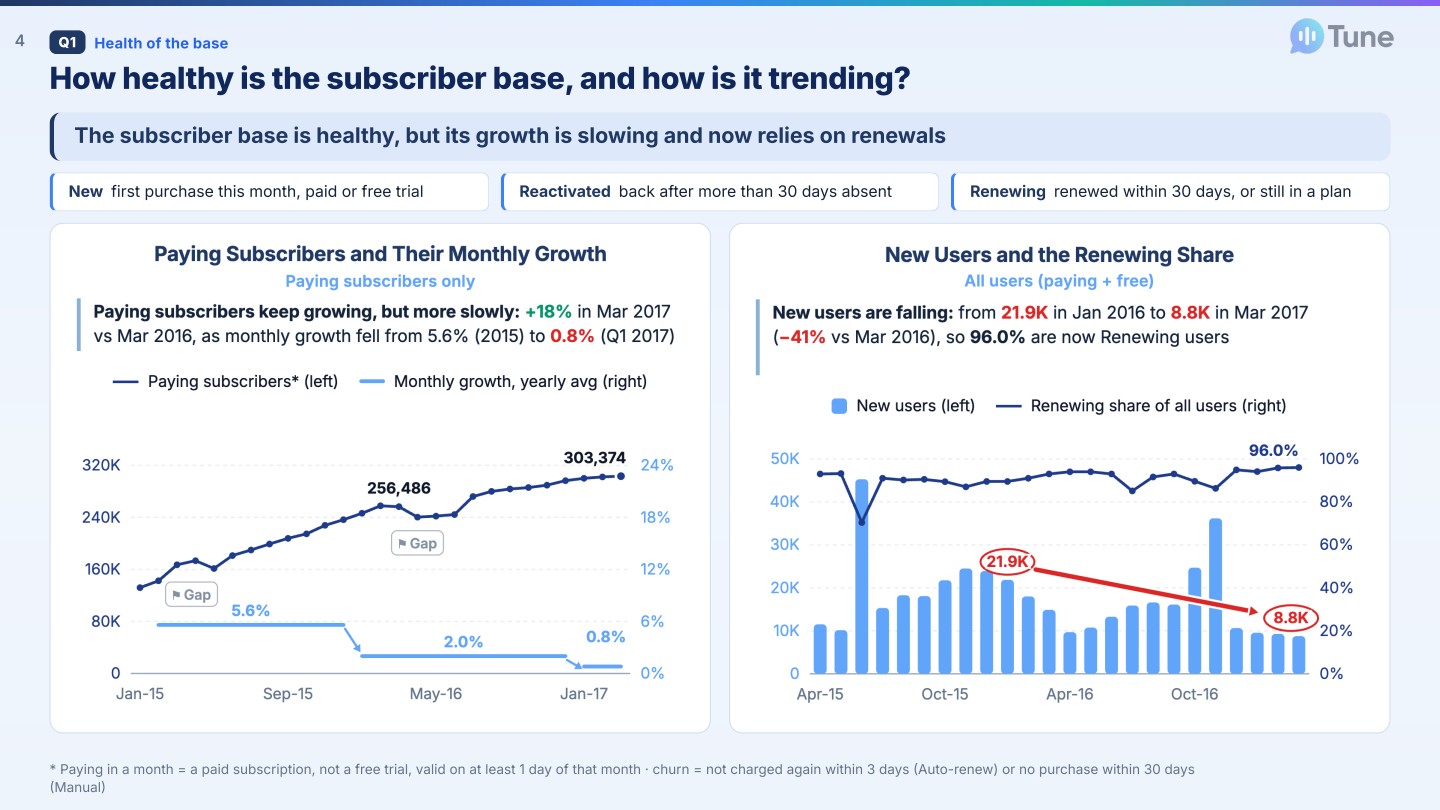 4
Q1 Health of the base
Tune
How healthy is the subscriber base, and how is it trending?
The subscriber base is healthy, but its growth is slowing and now relies on renewals
New first purchase this month, paid or free trial
Reactivated back after more than 30 days absent
Renewing renewed within 30 days, or still in a plan
Paying Subscribers and Their Monthly Growth
Paying subscribers only
Paying subscribers keep growing, but more slowly: +18% in Mar 2017
vs Mar 2016, as monthly growth fell from 5.6% (2015) to 0.8% (Q1 2017)
Paying subscribers* (left) Monthly growth, yearly avg (right)
303,374
320K 24%
256,486
240K 18%
Gap
160K 12%
Gap
5.6%
80K 6%
2.0% 0.8%
0 0%
Jan-15 Sep-15 May-16 Jan-17
New Users and the Renewing Share
All users (paying + free)
New users are falling: from 21.9K in Jan 2016 to 8.8K in Mar 2017
(−41% vs Mar 2016), so 96.0% are now Renewing users
New users (left) Renewing share of all users (right)
96.0%
50K 100%
40K 80%
30K 60%
21.9K
20K 40%
8.8K
10K 20%
0 0%
Apr-15 Oct-15 Apr-16 Oct-16
* Paying in a month = a paid subscription, not a free trial, valid on at least 1 day of that month · churn = not charged again within 3 days (Auto-renew) or no purchase within 30 days
(Manual)